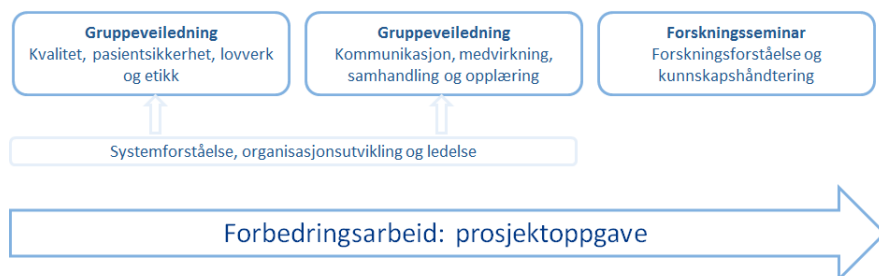 Gruppeveiledning
Kvalitet, pasientsikkerhet, lovverk
og etikk
Gruppeveiledning
Kommunikasjon, medvirkning,
samhandling og opplæring
Forskningsseminar
Forskningsforståelse og
kunnskapshåndtering
Systemforståelse, organisasjonsutvikling og ledelse
Forbedringsarbeid: prosjektoppgave